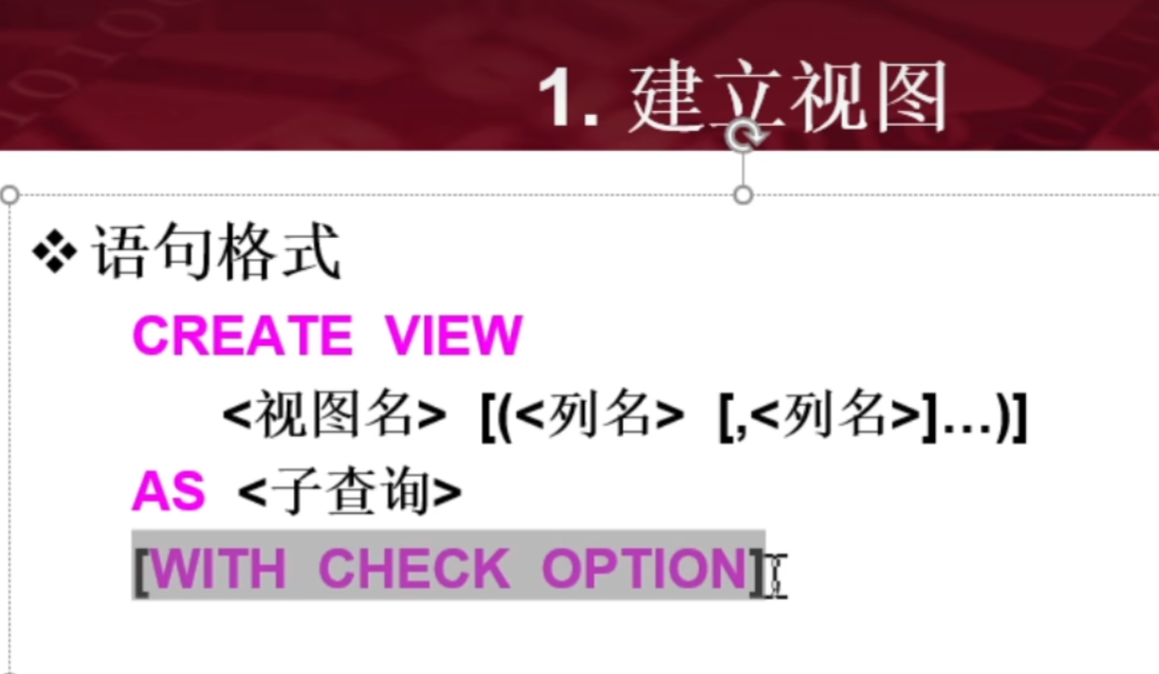 1. 建立视图
❖ 语句格式
CREATE VIEW
<视图名> [(<列名> [,<列名>]…)]
AS <子查询>
[WITH CHECK OPTION]